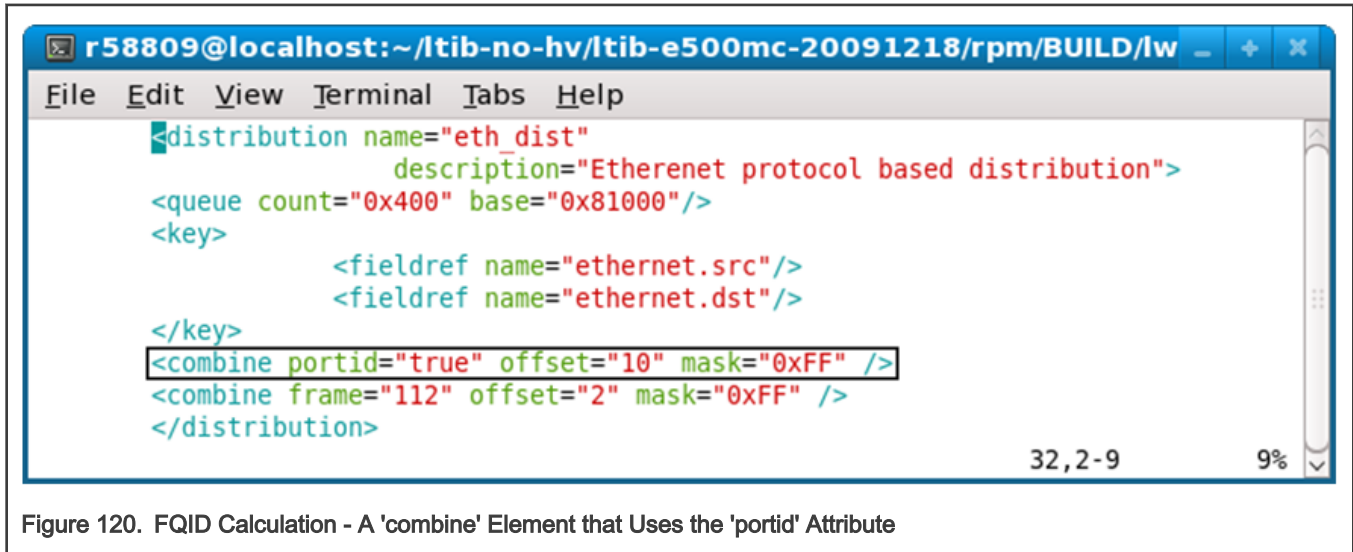 r58809@localhost:~/ltib-no-hv/ltib-e500mc-20091218/rpm/BUILD/lw
File Edit View Terminal Tabs Help
<distribution name="eth_dist"
description="Etherenet protocol based distribution">
<queue count="0x400" base="0x81000"/>
<key>
<fieldref name="ethernet.src"/>
<fieldref name="ethernet.dst"/>
</key>
<combine portid="true" offset="10" mask="0xFF" />
<combine frame="112" offset="2" mask="0xFF" />
</distribution>
32,2-9 9%
Figure 120. FQID Calculation - A 'combine' Element that Uses the 'portid' Attribute